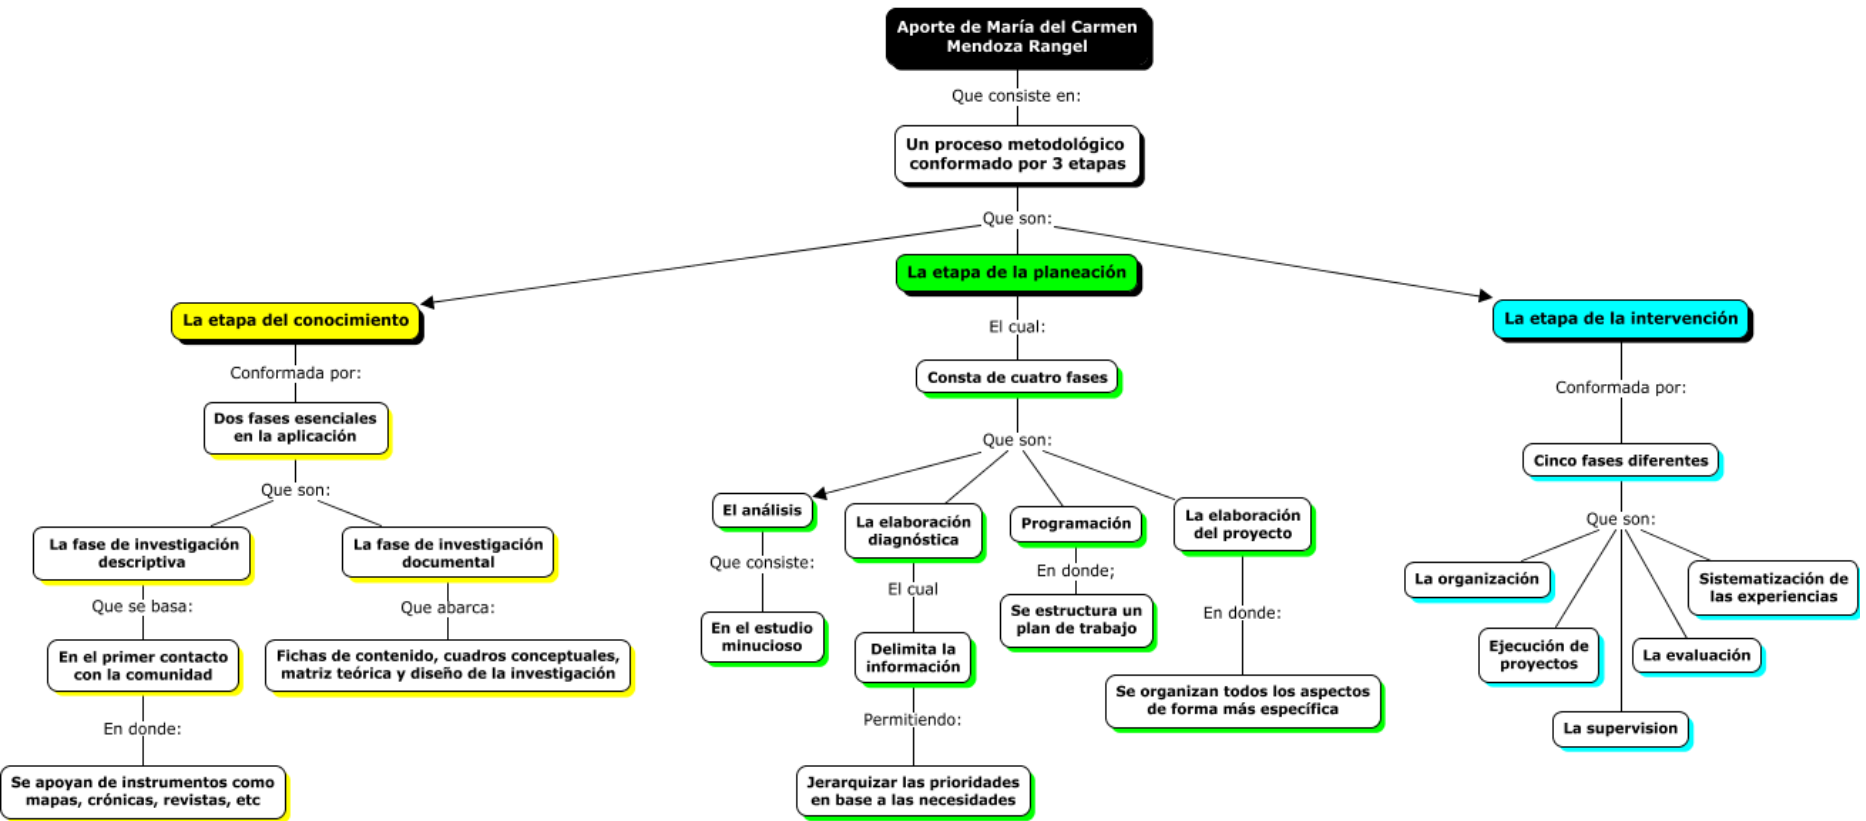 Aporte de María del Carmen
Mendoza Rangel
Que consiste en:
Un proceso metodológico
conformado por 3 etapas
Que son:
La etapa del conocimiento
Conformada por:
Dos fases esenciales
en la aplicación
Que son:
La fase de investigación
descriptiva
Que se basa:
En el primer contacto
con la comunidad
En donde:
Se apoyan de instrumentos como
mapas, crónicas, revistas, etc
La fase de investigación
documental
Que abarca:
Fichas de contenido, cuadros conceptuales,
matriz teórica y diseño de la investigación
La etapa de la planeación
El cual:
Consta de cuatro fases
Que son:
El análisis
Que consiste:
En el estudio
minucioso
La elaboración
diagnóstica
El cual
Delimita la
información
Permitiendo:
Jerarquizar las prioridades
en base a las necesidades
Programación
En donde;
Se estructura un
plan de trabajo
La elaboración
del proyecto
En donde:
Se organizan todos los aspectos
de forma más específica
La etapa de la intervención
Conformada por:
Cinco fases diferentes
Que son:
La organización
Ejecución de
proyectos
La supervision
La evaluación
Sistematización de
las experiencias